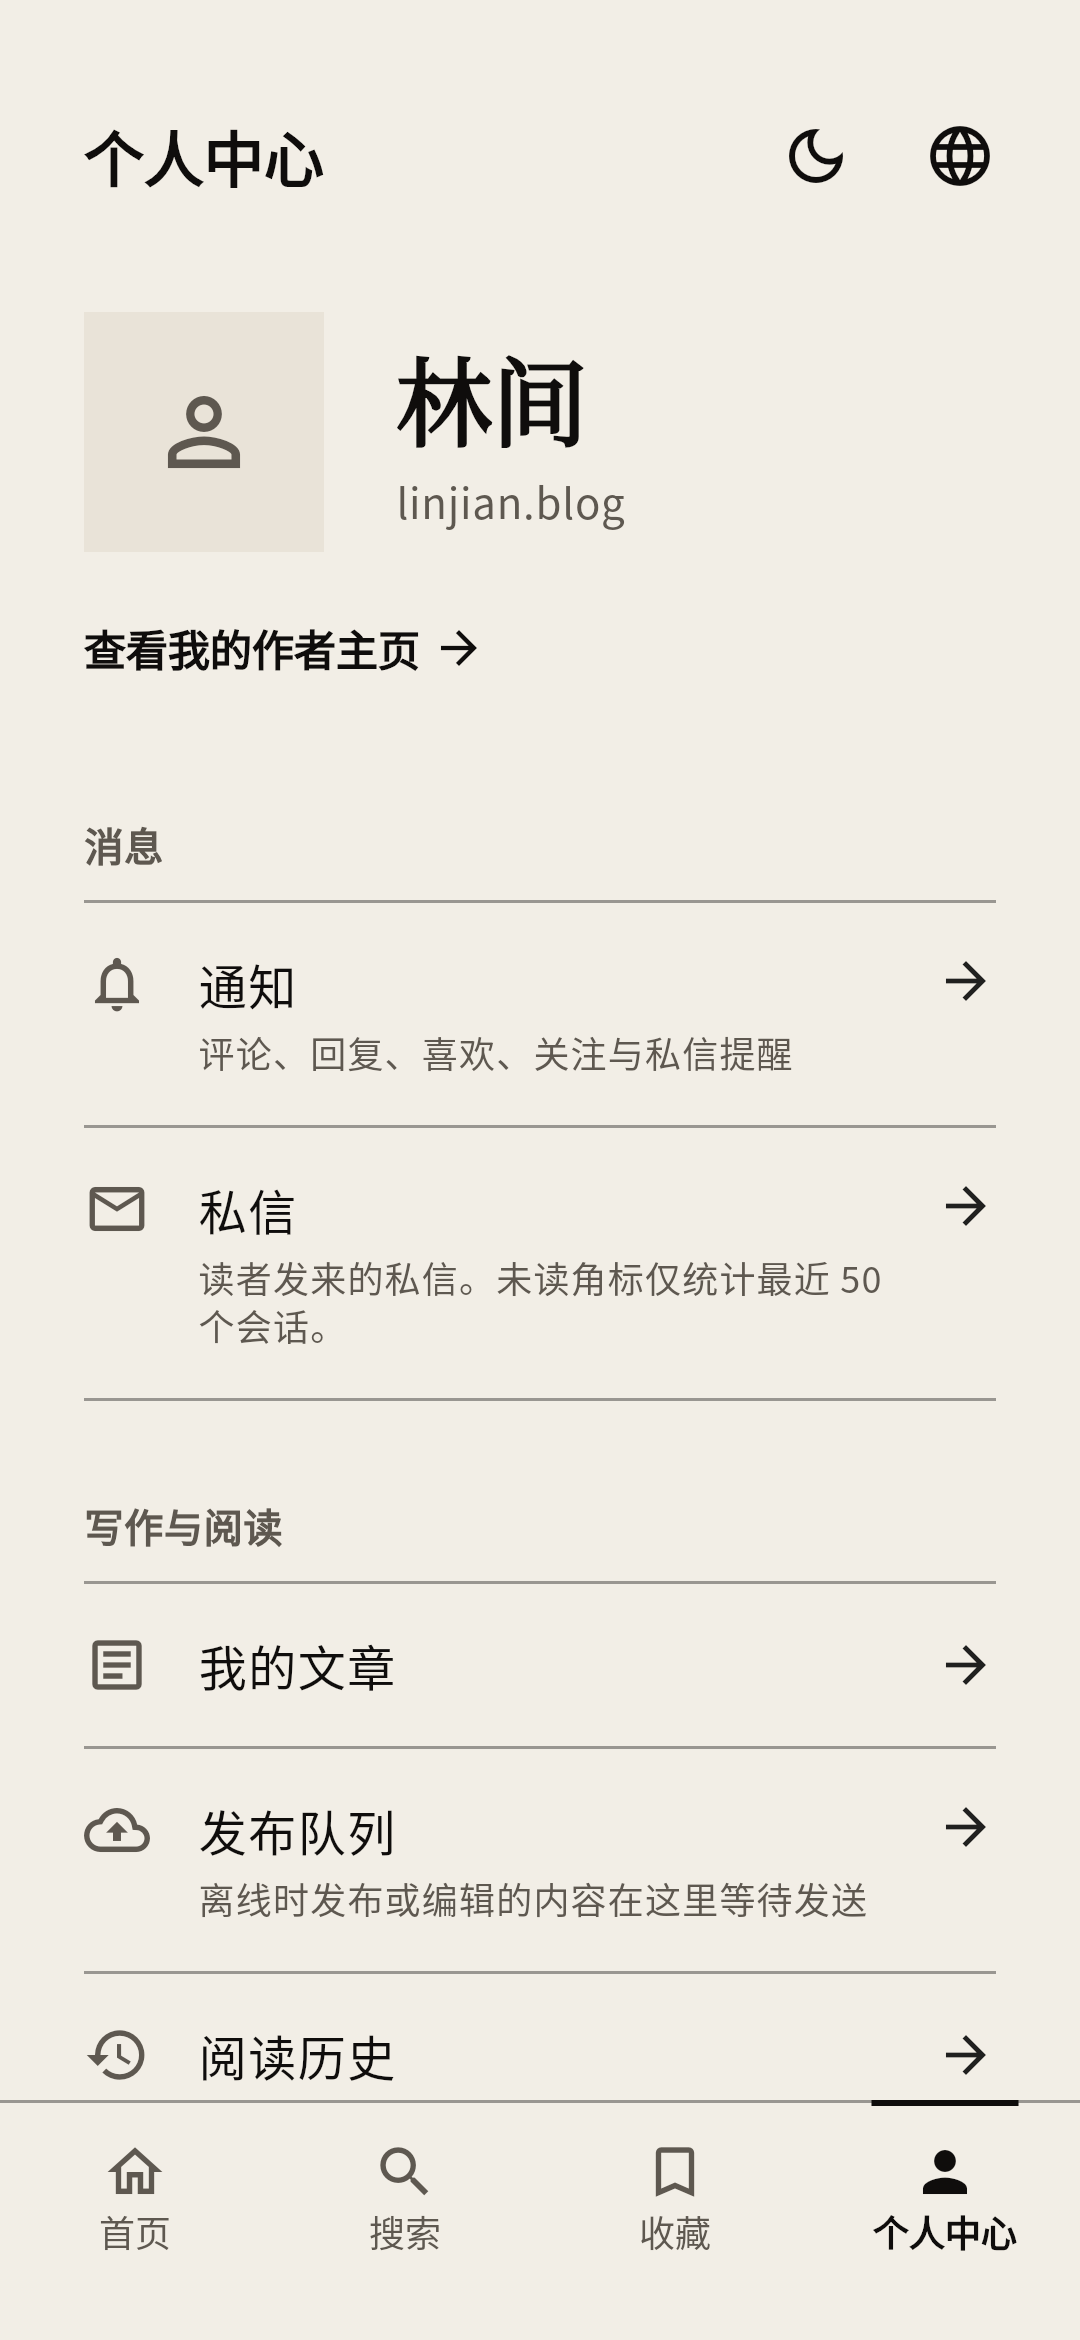 个人中心
林间
linjian.blog
查看我的作者主页
消息
通知
评论、回复、喜欢、关注与私信提醒
私信
读者发来的私信。未读角标仅统计最近 50
个会话。
写作与阅读
我的文章
发布队列
离线时发布或编辑的内容在这里等待发送
阅读历史
首页
搜索
收藏
个人中心